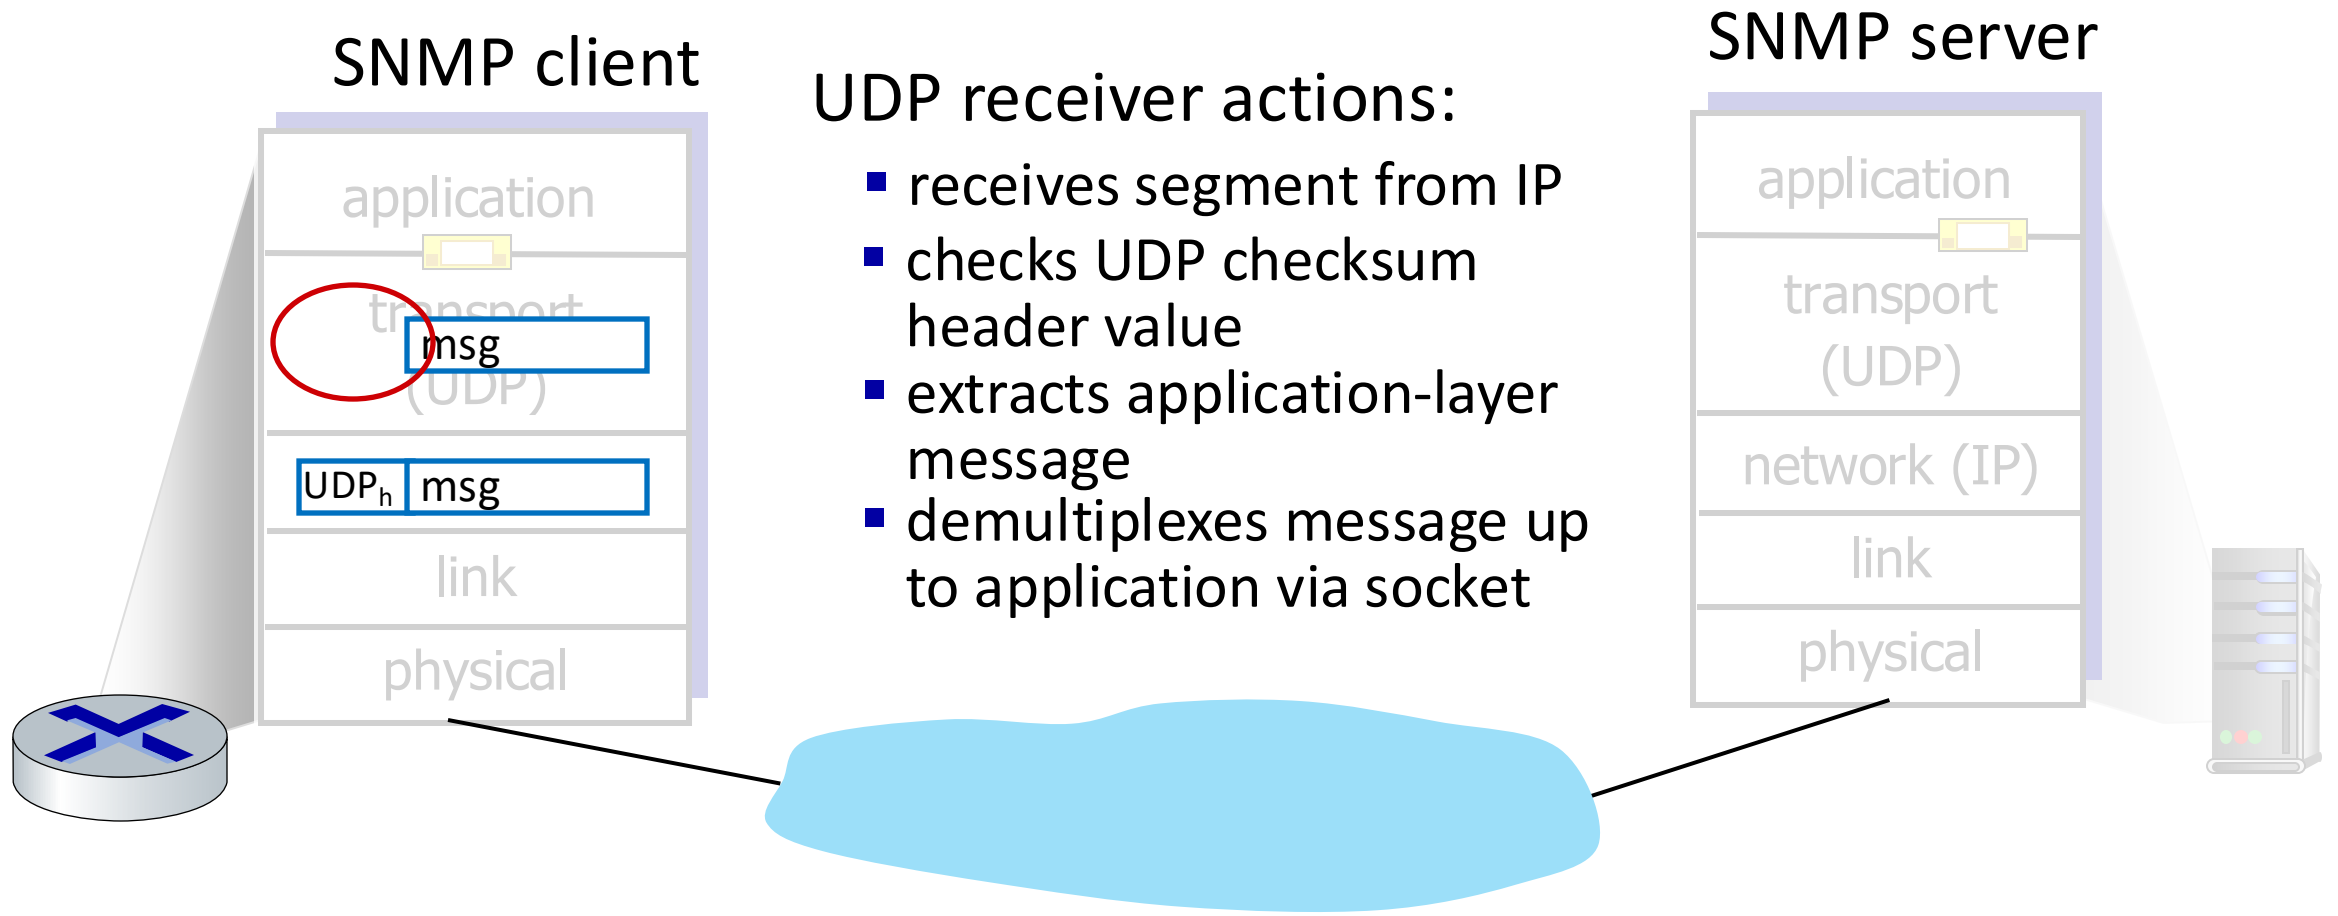 SNMP client
SNMP server
UDP receiver actions:
receives segment from IP
checks UDP checksum
header value
extracts application-layer
message
demultiplexes message up
to application via socket
application
transport
msg
(UDP)
UDPh msg
link
physical
application
transport
(UDP)
network (IP)
link
physical